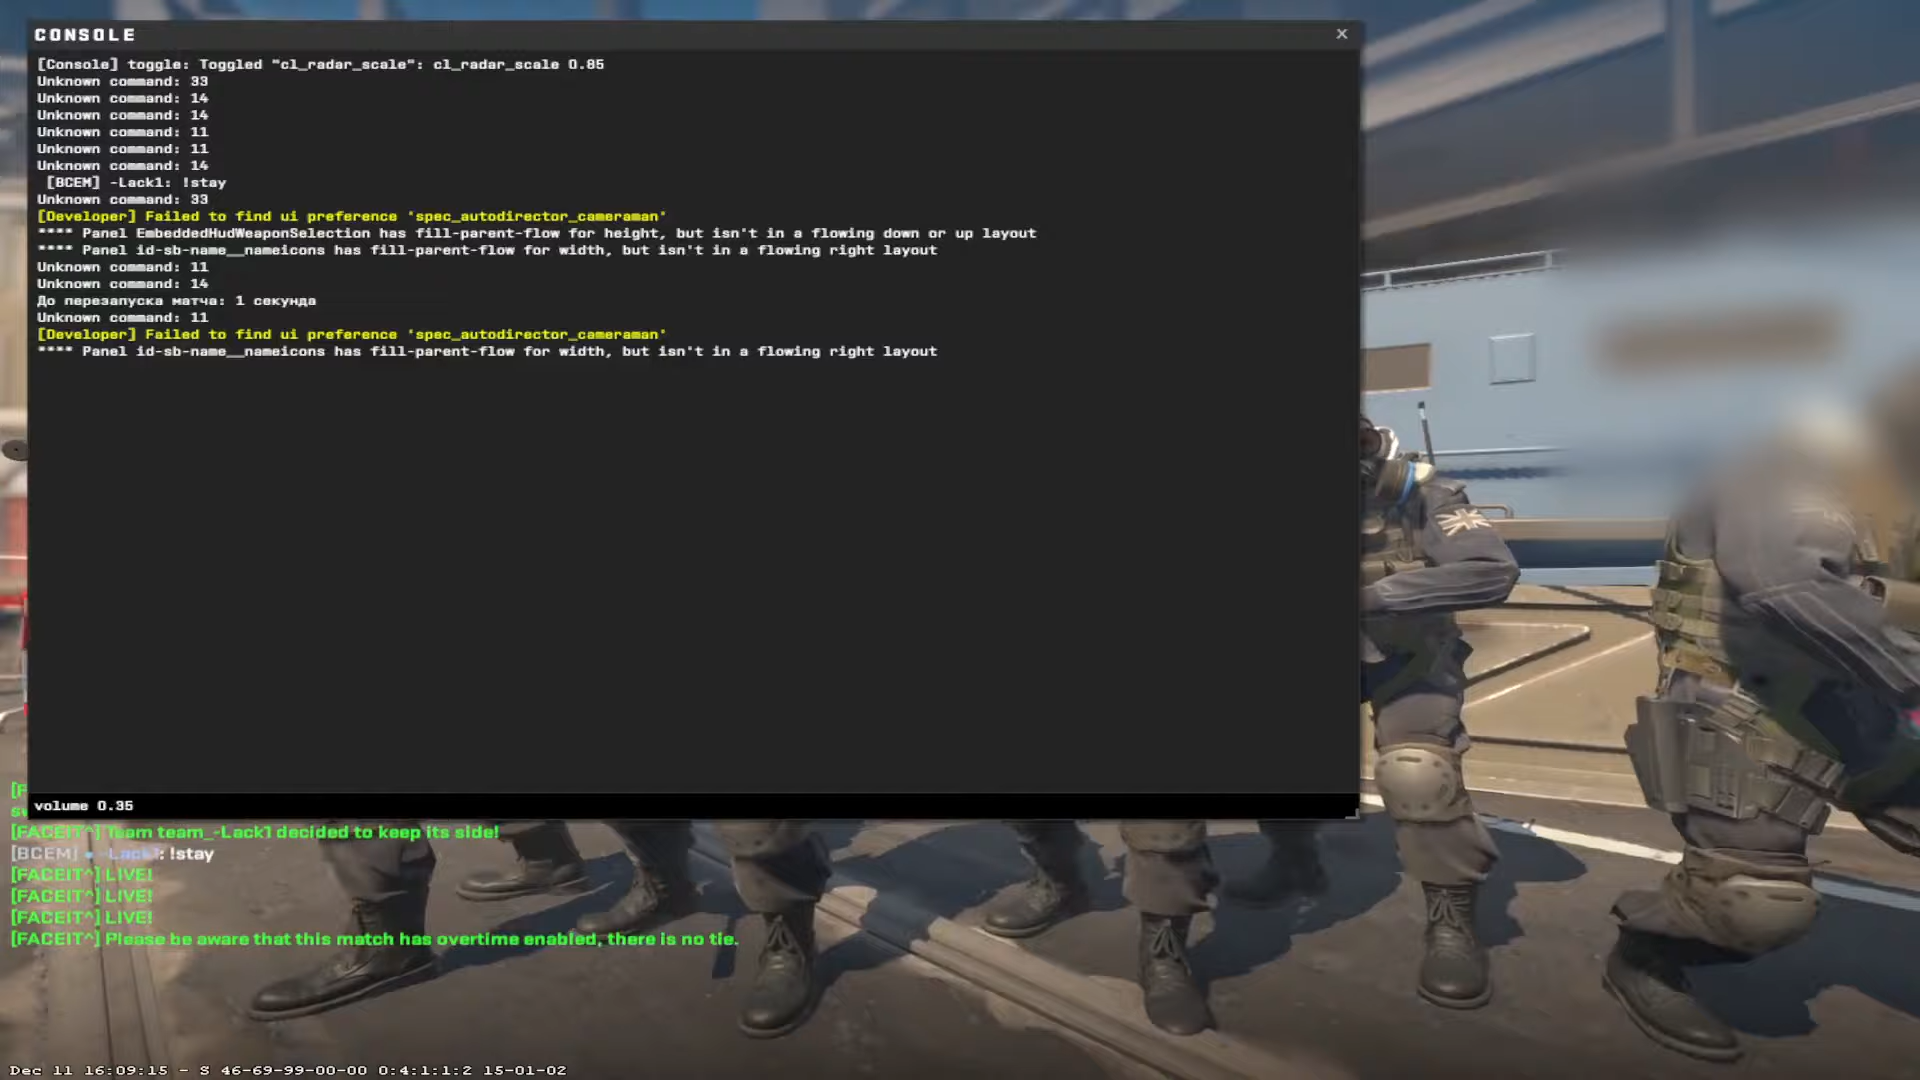 CONSOLE
[Console] toggle: Toggled "cl_radar_scale": cl_radar_scale 0.85
Unknown command: 33
Unknown command: 14
Unknown command: 14
Unknown command: 11
Unknown command: 11
Unknown command: 14
[ВСЕМ] -Lack1: !stay
Unknown command: 33
[Developer] Failed to find ui preference 'spec_autodirector_cameraman'
**** Panel EmbeddedHudWeaponSelection has fill-parent-flow for height, but isn't in a flowing down or up layout
**** Panel id-sb-name__nameicons has fill-parent-flow for width, but isn't in a flowing right layout
Unknown command: 11
Unknown command: 14
До перезапуска матча: 1 секунда
Unknown command: 11
[Developer] Failed to find ui preference 'spec_autodirector_cameraman'
**** Panel id-sb-name__nameicons has fill-parent-flow for width, but isn't in a flowing right layout
volume 0.35
[FACEIT^] Team team_-Lack1 decided to keep its side!
[ВСЕМ] -Lack1: !stay
[FACEIT^] LIVE!
[FACEIT^] LIVE!
[FACEIT^] LIVE!
[FACEIT^] Please be aware that this match has overtime enabled, there is no tie.
Dec 11 16:09:15 - S 46-69-99-00-00 0:4:1:1:2 15-01-02